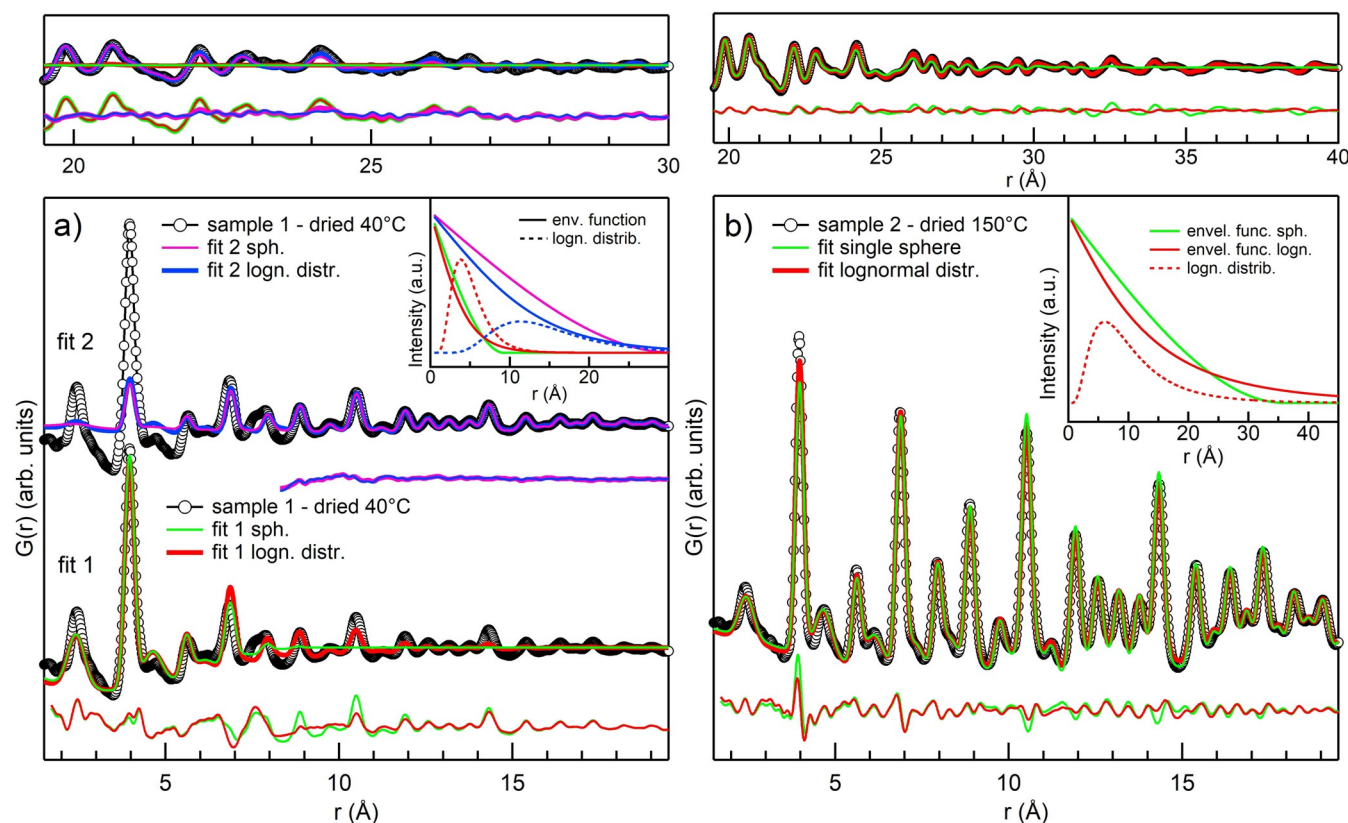 20 25 30
20 25 30 35 40
r (Å)
a)
sample 1 - dried 40°C
fit 2 sph.
fit 2 logn. distr.
fit 2
Intensity (a.u.)
env. function
logn. distrib.
0 10 20
r (Å)
G(r) (arb. units)
sample 1 - dried 40°C
fit 1 sph.
fit 1 logn. distr.
fit 1
5 10 15
r (Å)
b)
sample 2 - dried 150°C
fit single sphere
fit lognormal distr.
Intensity (a.u.)
envel. func. sph.
envel. func. logn.
logn. distrib.
0 10 20 30 40
r (Å)
G(r) (arb. units)
5 10 15
r (Å)